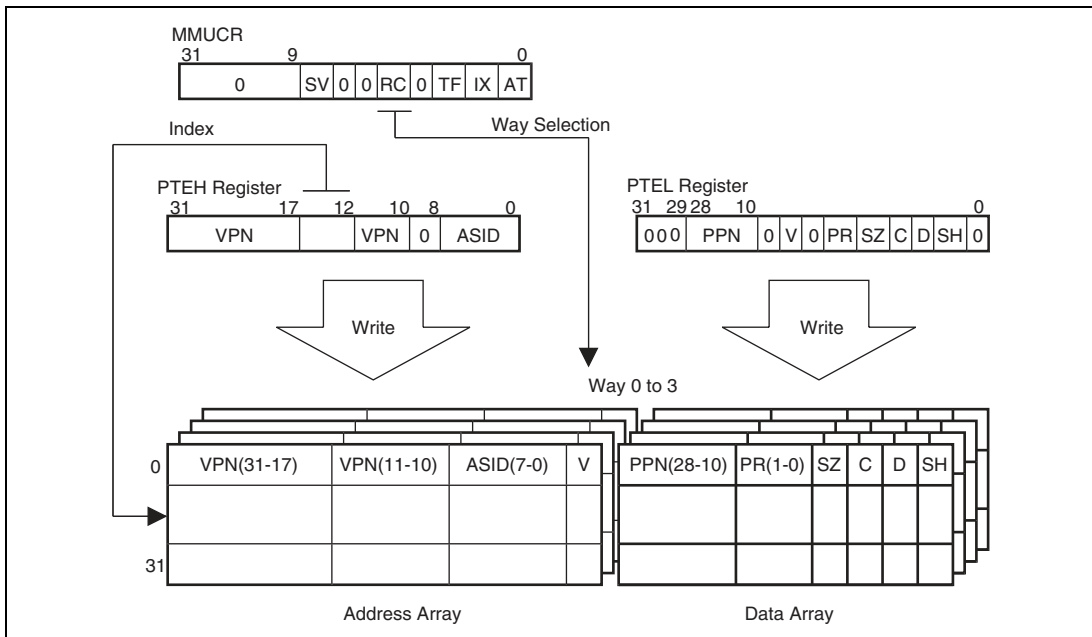 MMUCR
31 9 0
0 SV 0 0 RC 0 TF IX AT
Index
Way Selection
PTEH Register
31 17 12 10 8 0
VPN VPN 0 ASID
PTEL Register
31 29 28 10 0
0 0 0 PPN 0 V 0 PR SZ C D SH 0
Write
Write
Way 0 to 3
0 VPN(31-17) VPN(11-10) ASID(7-0) V
PPN(28-10) PR(1-0) SZ C D SH
31
Address Array
Data Array